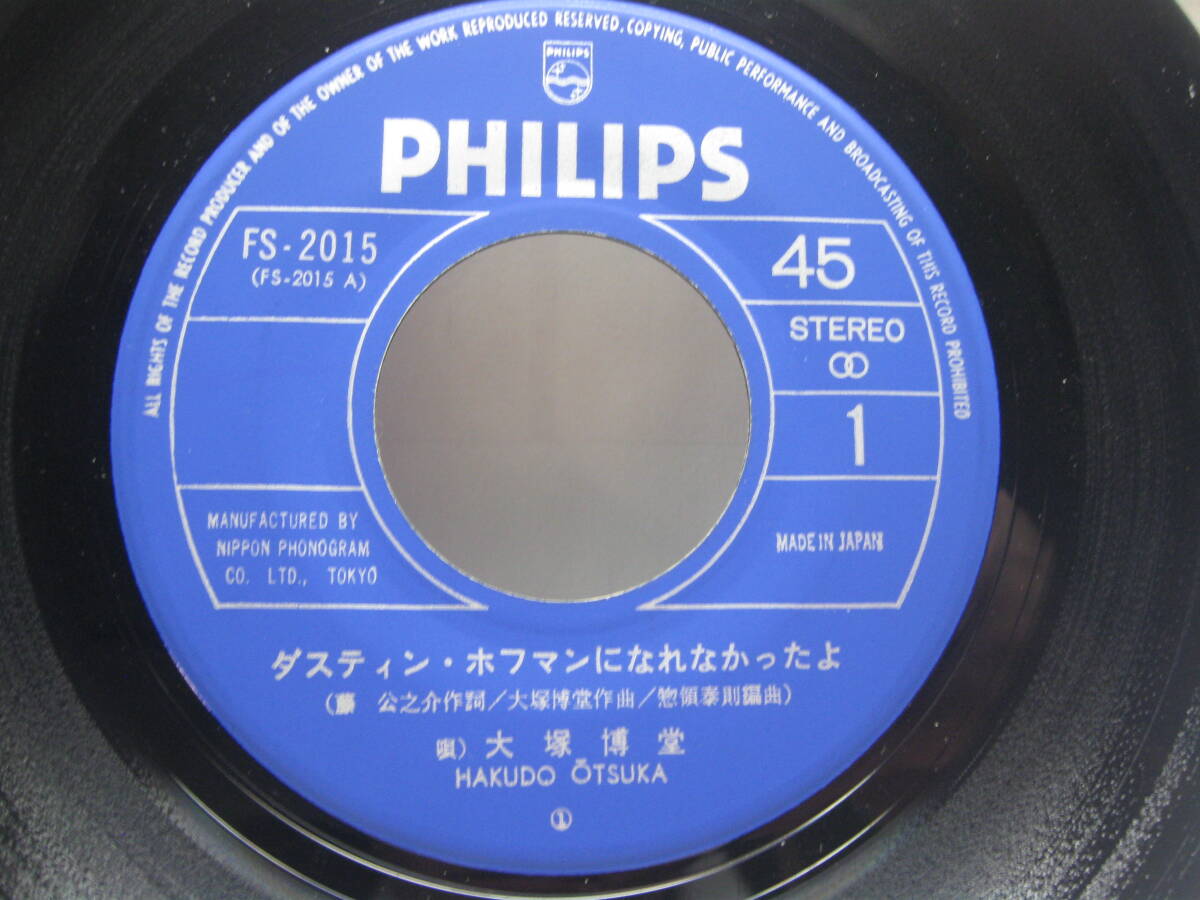 ALL RIGHTS OF THE RECORD PRODUCER AND OF THE OWNER OF THE WORK REPRODUCED RESERVED. COPYING, PUBLIC PERFORMANCE AND BROADCASTING OF THIS RECORD PROHIBITED
PHILIPS
PHILIPS
FS-2015
(FS-2015 A)
45
STEREO
1
MANUFACTURED BY
NIPPON PHONOGRAM
CO. LTD., TOKYO
MADE IN JAPAN
ダスティン・ホフマンになれなかったよ
(藤 公之介作詞/大塚博堂作曲/惣領泰則編曲)
唄) 大塚博堂
HAKUDO ŌTSUKA
①